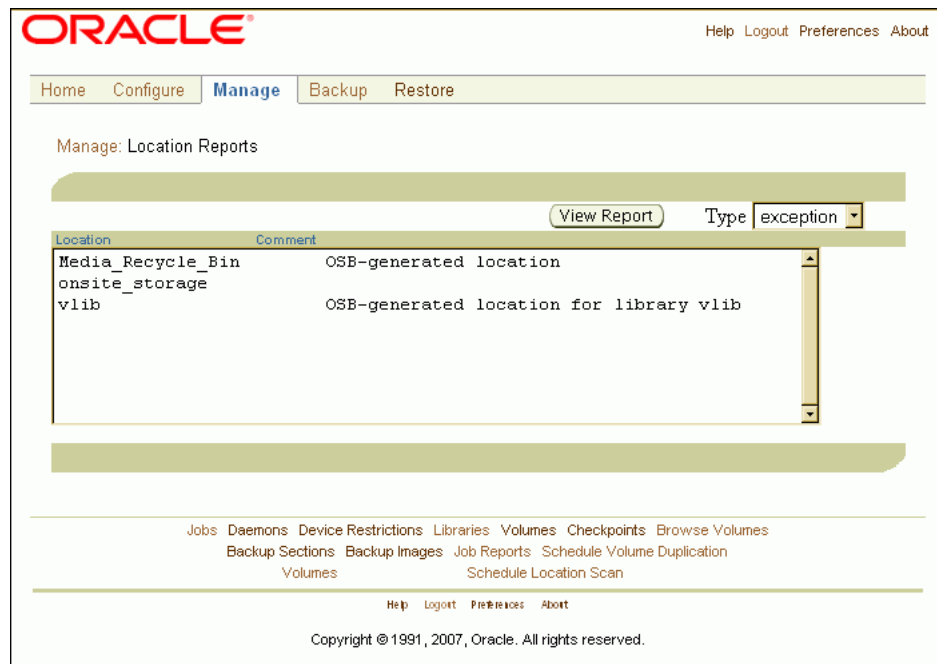 ORACLE®
Help Logout Preferences About
Home Configure Manage Backup Restore
Manage: Location Reports
View Report Type exception
Location Comment
Media_Recycle_Bin OSB-generated location
onsite_storage
vlib OSB-generated location for library vlib
Jobs Daemons Device Restrictions Libraries Volumes Checkpoints Browse Volumes
Backup Sections Backup Images Job Reports Schedule Volume Duplication
Volumes Schedule Location Scan
Help Logout Preferences About
Copyright © 1991, 2007, Oracle. All rights reserved.